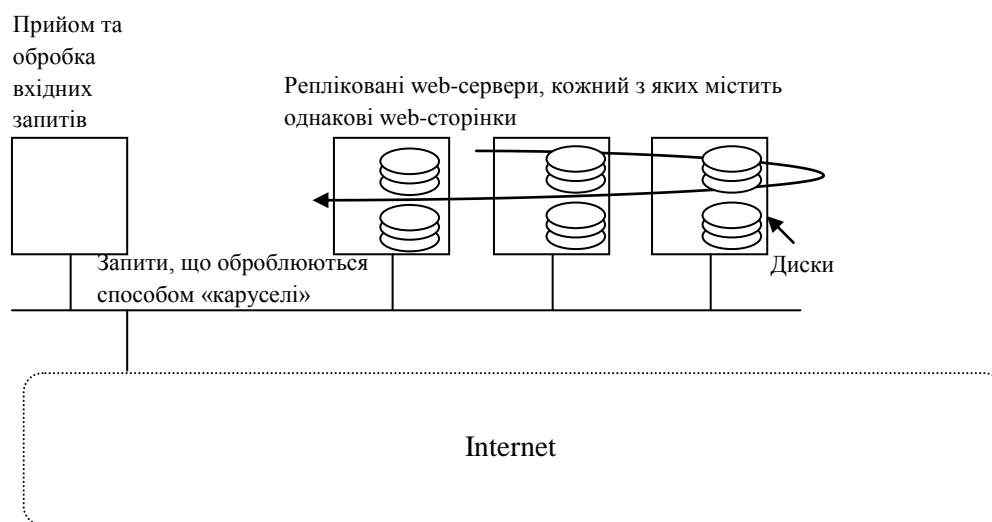 Прийом та
обробка
вхідних
запитів
Репліковані web-сервери, кожний з яких містить
однакові web-сторінки
Запити, що оброблюються
способом «каруселі»
Диски
Internet